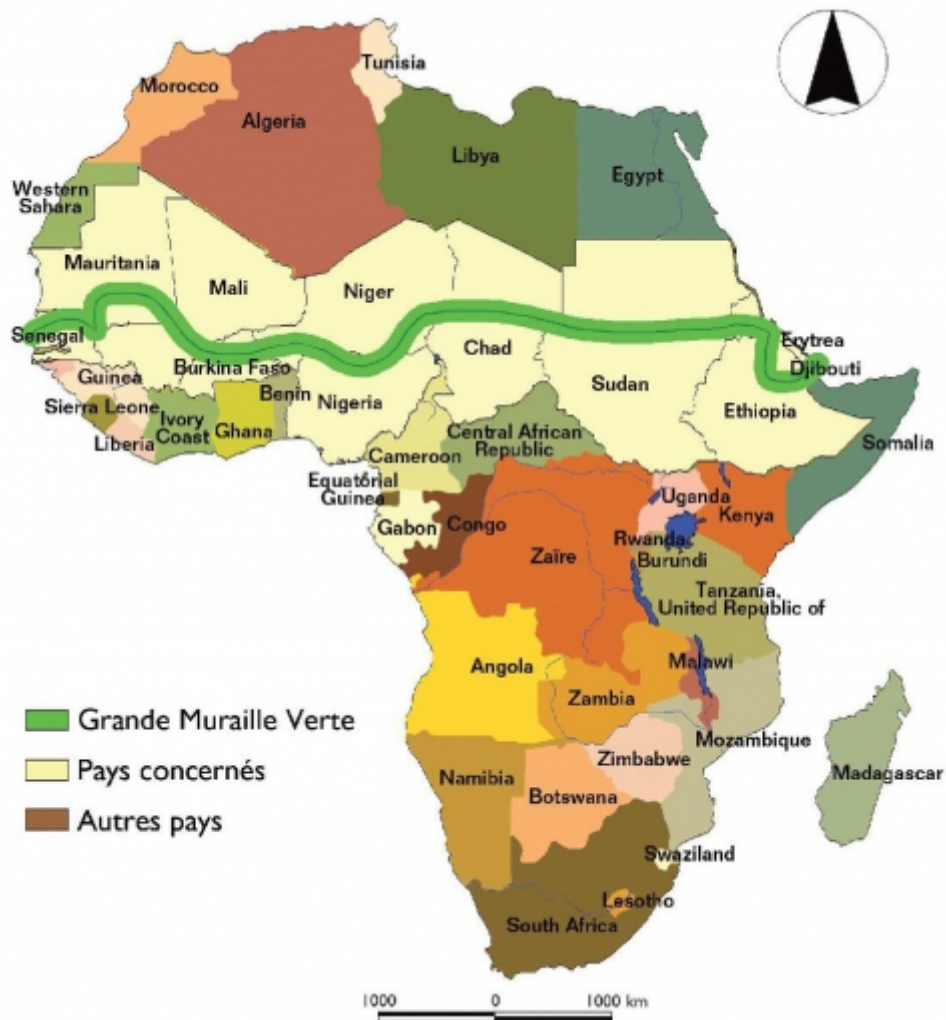 Tunisia
Morocco
Algeria
Libya
Egypt
Western
Sahara
Mauritania
Mali
Niger
Senegal
Chad
Erytrea
Djibouti
Burkina Faso
Guinea
Benin
Nigeria
Sudan
Ethiopia
Sierra Leone
Ivory
Coast
Ghana
Liberia
Somalia
Central African
Republic
Cameroon
Equatorial
Guinea
Uganda
Kenya
Gabon
Congo
Rwanda
Burundi
Zaïre
Tanzania,
United Republic of
Angola
Malawi
Zambia
Mozambique
Zimbabwe
Madagascar
Namibia
Botswana
Swaziland
Lesotho
South Africa
Grande Muraille Verte
Pays concernés
Autres pays
1000 0 1000 km